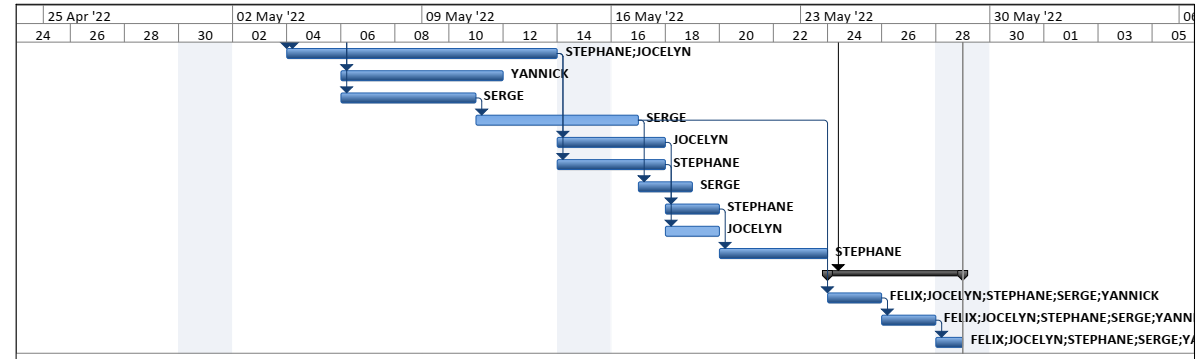 25 Apr '22 02 May '22 09 May '22 16 May '22 23 May '22 30 May '22 06
24 26 28 30 02 04 06 08 10 12 14 16 18 20 22 24 26 28 30 01 03 05
STEPHANE;JOCELYN
YANNICK
SERGE
SERGE
JOCELYN
STEPHANE
SERGE
STEPHANE
JOCELYN
STEPHANE
FELIX;JOCELYN;STEPHANE;SERGE;YANNICK
FELIX;JOCELYN;STEPHANE;SERGE;YANN
FELIX;JOCELYN;STEPHANE;SERGE;YA